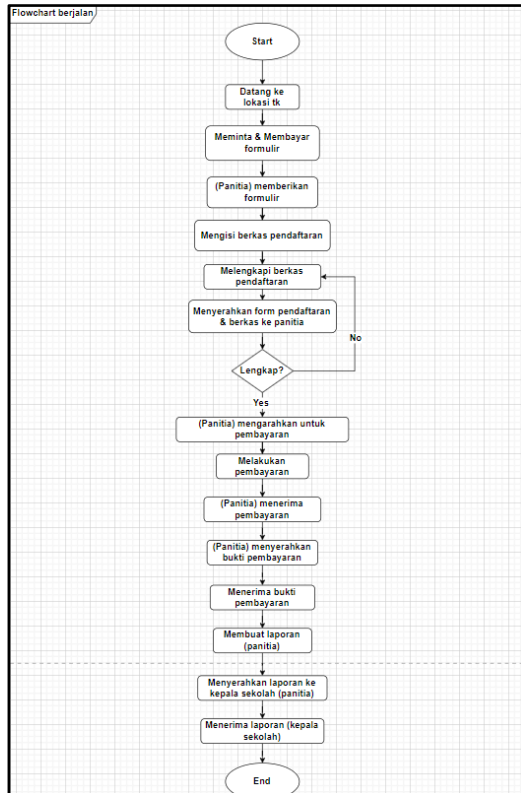 Flowchart berjalan
Start
Datang ke
lokasi tk
Meminta & Membayar
formulir
(Panitia) memberikan
formulir
Mengisi berkas pendaftaran
Melengkapi berkas
pendaftaran
Menyerahkan form pendaftaran
& berkas ke panitia
No
Lengkap?
Yes
(Panitia) mengarahkan untuk
pembayaran
Melakukan
pembayaran
(Panitia) menerima
pembayaran
(Panitia) menyerahkan
bukti pembayaran
Menerima bukti
pembayaran
Membuat laporan
(panitia)
Menyerahkan laporan ke
kepala sekolah (panitia)
Menerima laporan (kepala
sekolah)
End